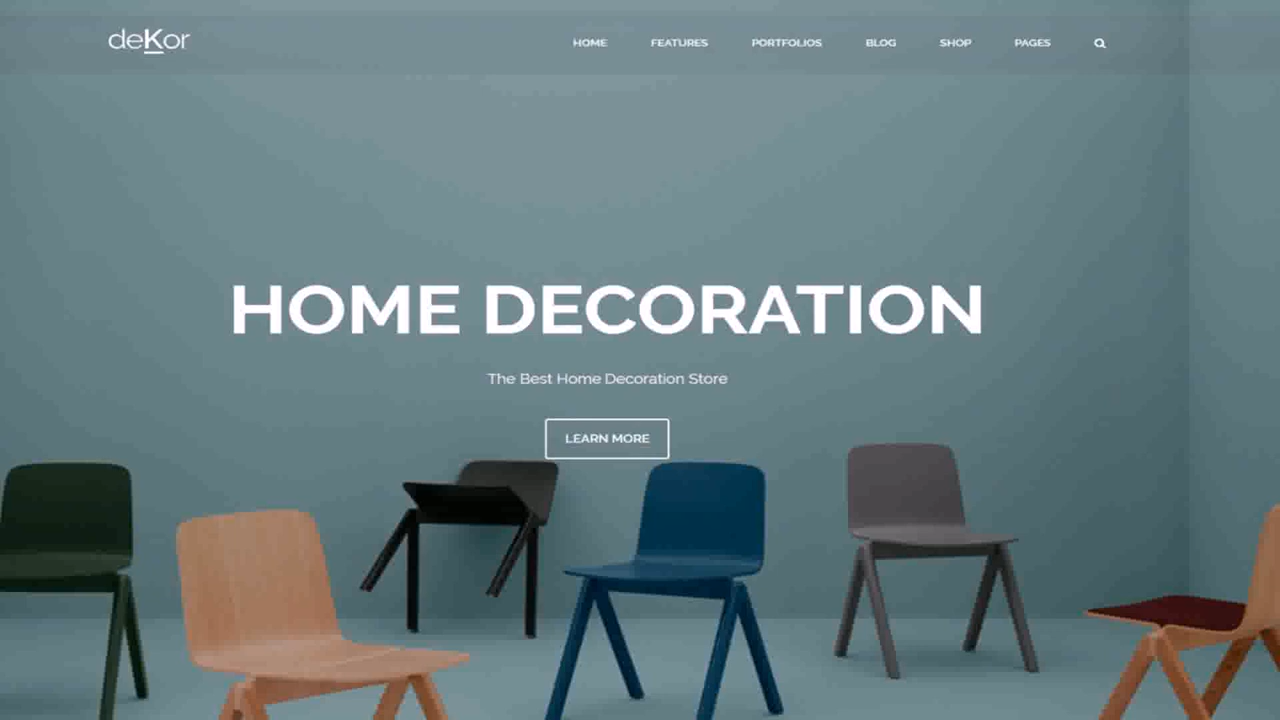 deKor
HOME FEATURES PORTFOLIOS BLOG SHOP PAGES
HOME DECORATION
The Best Home Decoration Store
LEARN MORE